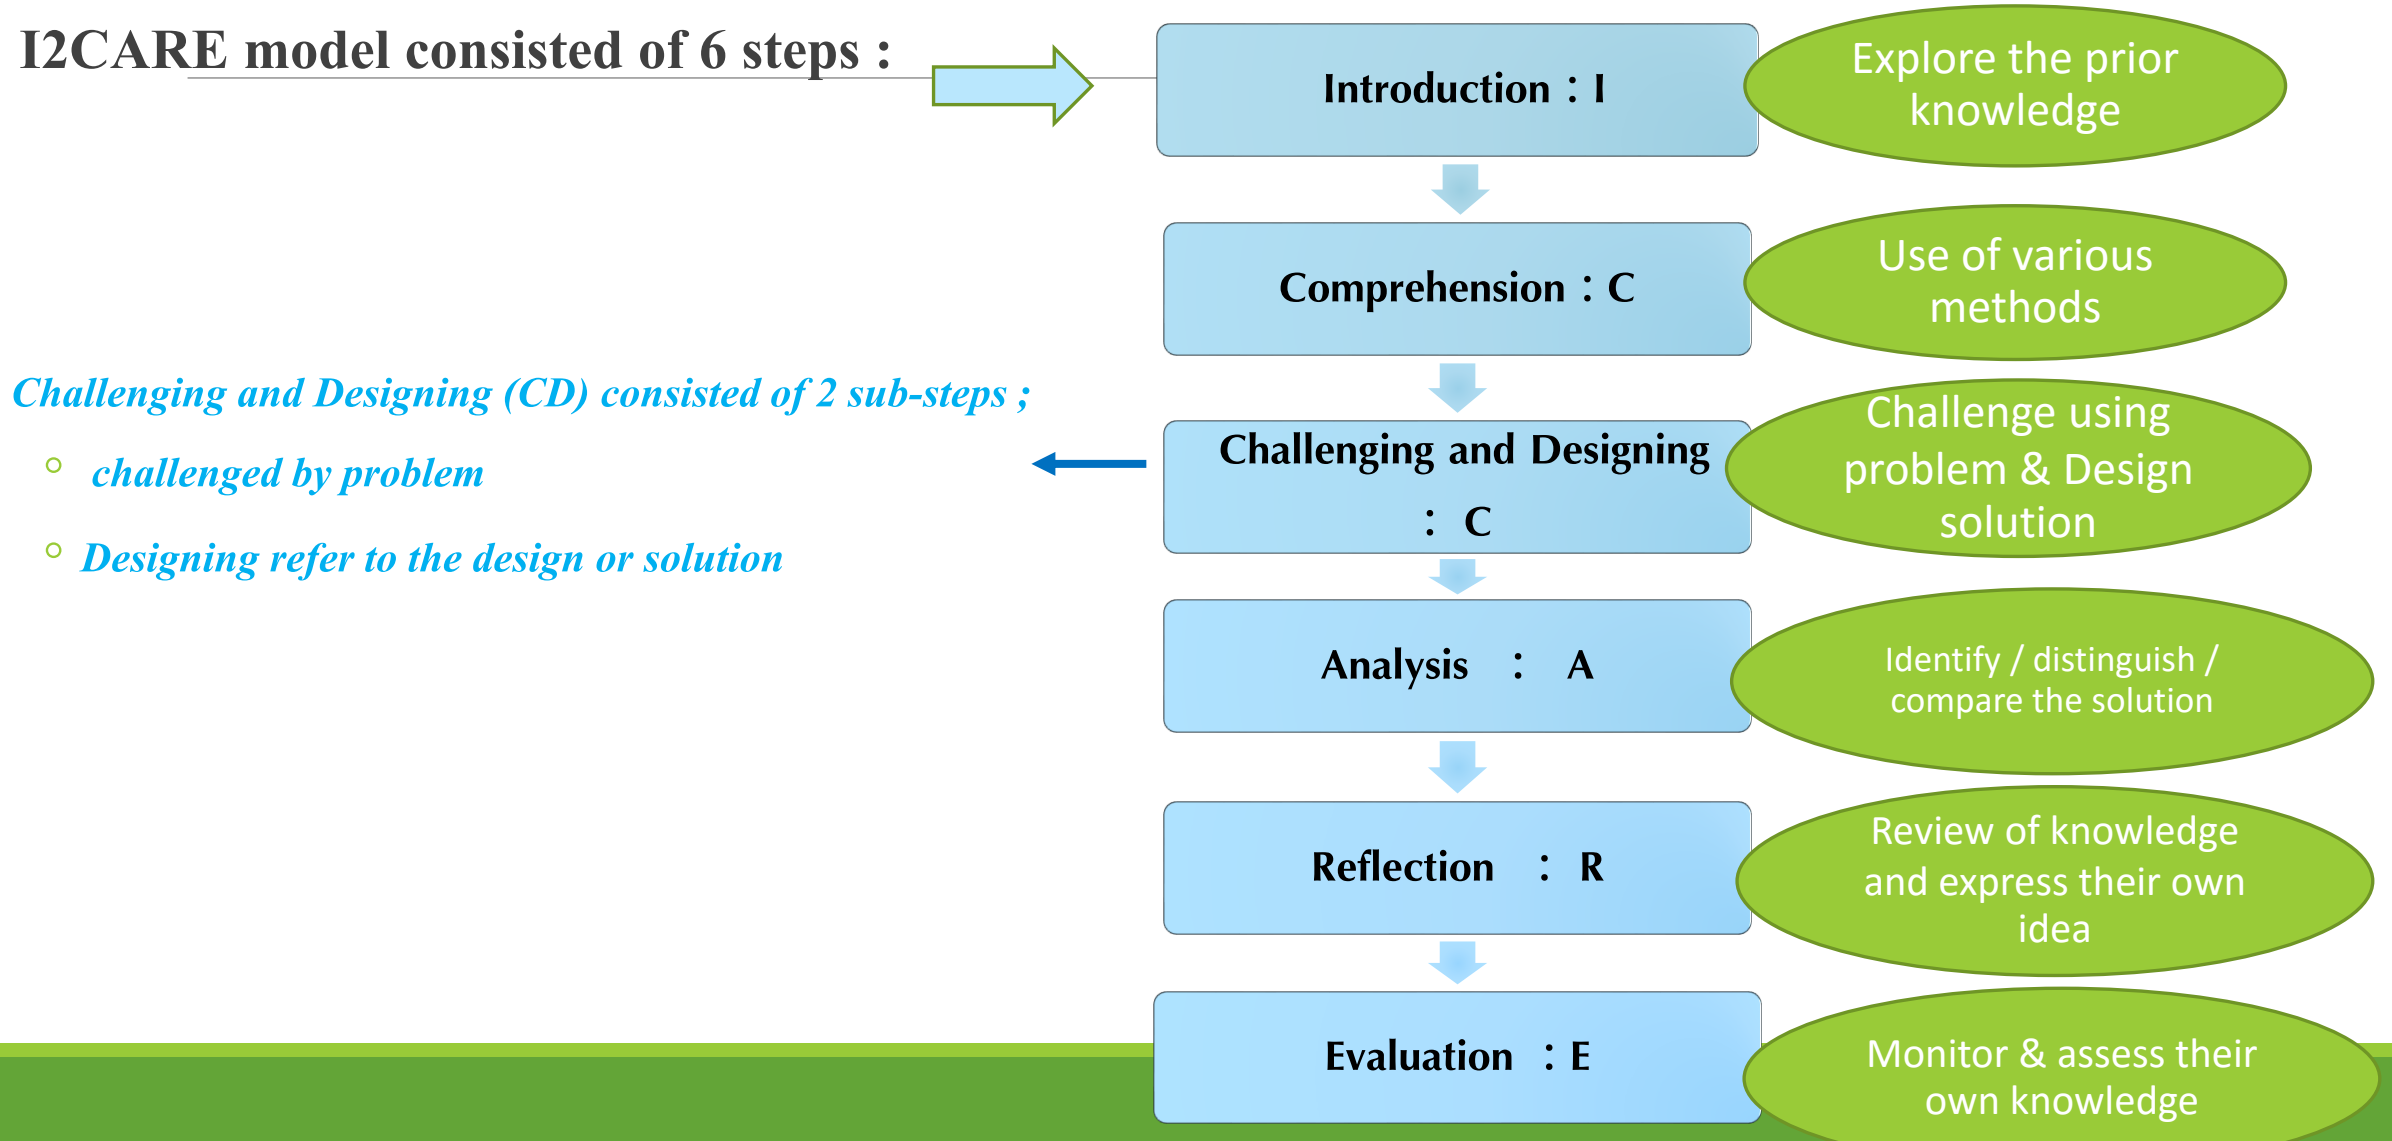 I2CARE model consisted of 6 steps :
Introduction : I
Explore the prior
knowledge
Comprehension : C
Use of various
methods
Challenging and Designing (CD) consisted of 2 sub-steps ;
challenged by problem
Designing refer to the design or solution
Challenging and Designing
: C
Challenge using
problem & Design
solution
Analysis : A
Identify / distinguish /
compare the solution
Reflection : R
Review of knowledge
and express their own
idea
Evaluation : E
Monitor & assess their
own knowledge